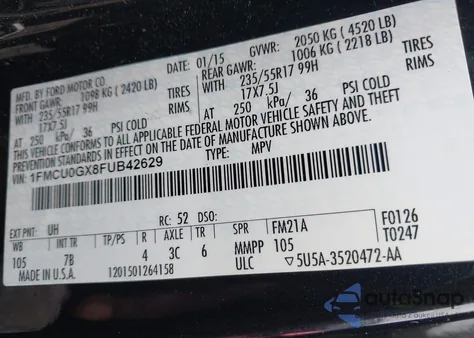 MFD. BY FORD MOTOR CO.
DATE: 01/15 GVWR: 2050 KG ( 4520 LB)
FRONT GAWR: 1098 KG ( 2420 LB) REAR GAWR: 1006 KG ( 2218 LB)
WITH 235/55R17 99H TIRES WITH 235/55R17 99H TIRES
17X7.5J RIMS 17X7.5J RIMS
AT 250 kPa/ 36 PSI COLD AT 250 kPa/ 36 PSI COLD
THIS VEHICLE CONFORMS TO ALL APPLICABLE FEDERAL MOTOR VEHICLE SAFETY AND THEFT
PREVENTION STANDARDS IN EFFECT ON THE DATE OF MANUFACTURE SHOWN ABOVE.
VIN: 1FMCU0GX8FUB42629 TYPE: MPV
EXT PNT: UH RC: 52 DSO: F0126
WB INT TR TP/PS R AXLE TR SPR FM21A T0247
105 7B 4 3C 6 MMPP 105
MADE IN U.S.A. 1201501264158 ULC 5U5A-3520472-AA
autoSnap